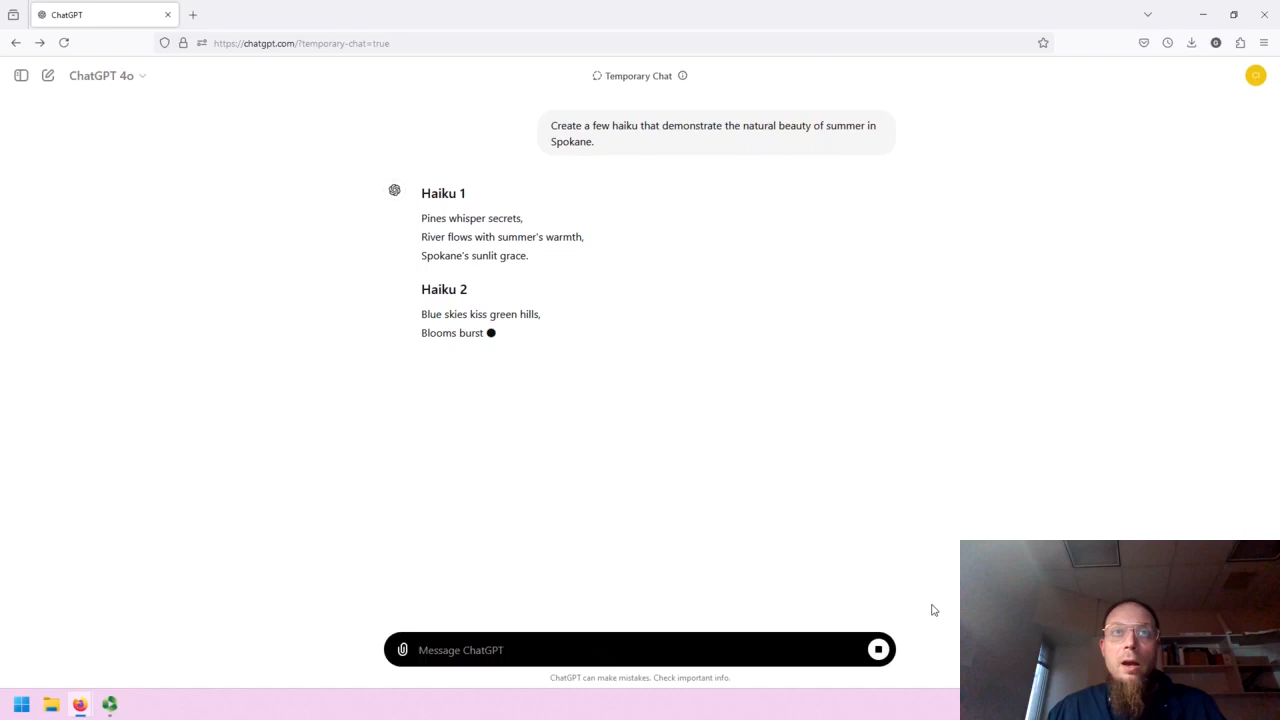 ChatGPT
https://chatgpt.com/?temporary-chat=true
ChatGPT 4o
Temporary Chat
CI
Create a few haiku that demonstrate the natural beauty of summer in
Spokane.
Haiku 1
Pines whisper secrets,
River flows with summer's warmth,
Spokane's sunlit grace.
Haiku 2
Blue skies kiss green hills,
Blooms burst
Message ChatGPT
ChatGPT can make mistakes. Check important info.